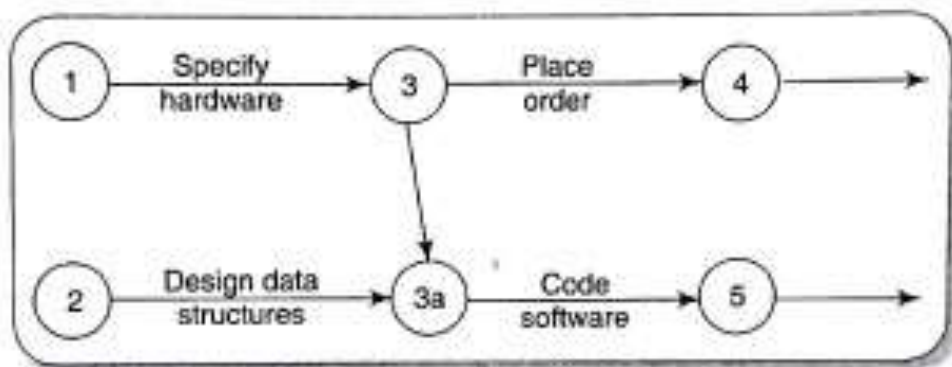 1
Specify
hardware
3
Place
order
4
2
Design data
structures
3a
Code
software
5